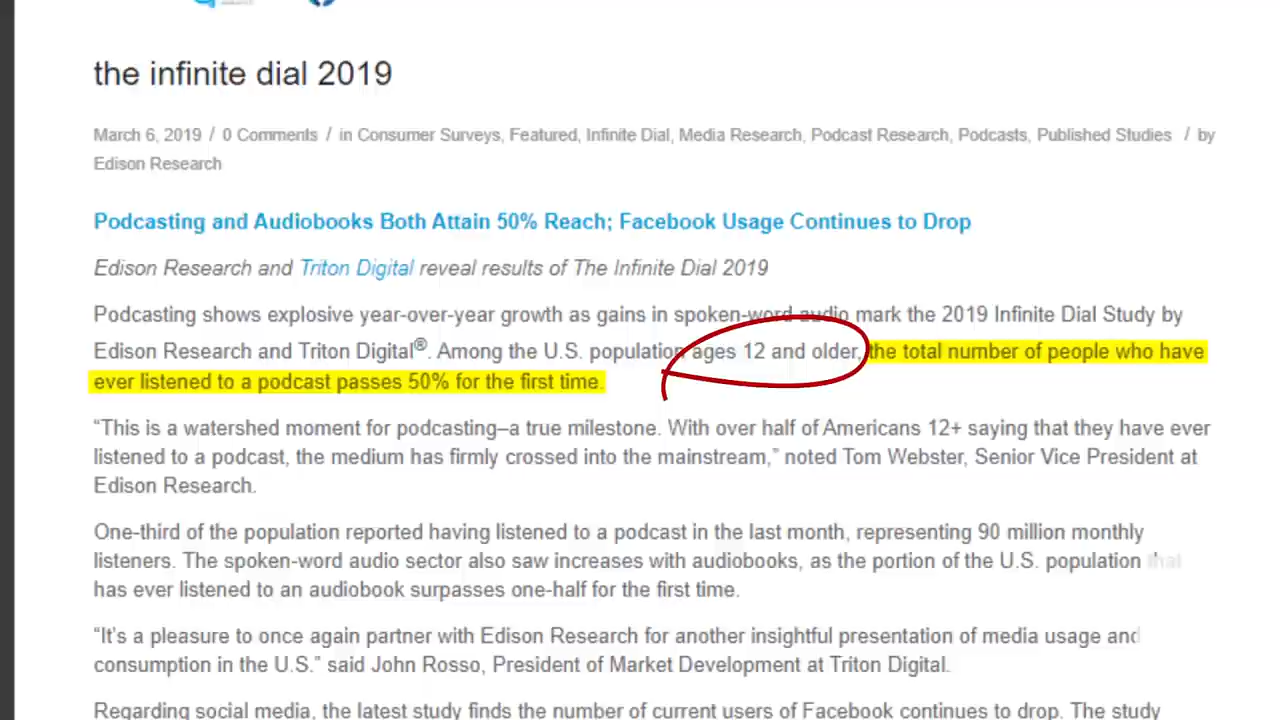 the infinite dial 2019
March 6, 2019 / 0 Comments / in Consumer Surveys, Featured, Infinite Dial, Media Research, Podcast Research, Podcasts, Published Studies / by
Edison Research
Podcasting and Audiobooks Both Attain 50% Reach; Facebook Usage Continues to Drop
Edison Research and Triton Digital reveal results of The Infinite Dial 2019
Podcasting shows explosive year-over-year growth as gains in spoken-word audio mark the 2019 Infinite Dial Study by
Edison Research and Triton Digital®. Among the U.S. population ages 12 and older, the total number of people who have
ever listened to a podcast passes 50% for the first time.
“This is a watershed moment for podcasting–a true milestone. With over half of Americans 12+ saying that they have ever
listened to a podcast, the medium has firmly crossed into the mainstream,” noted Tom Webster, Senior Vice President at
Edison Research.
One-third of the population reported having listened to a podcast in the last month, representing 90 million monthly
listeners. The spoken-word audio sector also saw increases with audiobooks, as the portion of the U.S. population that
has ever listened to an audiobook surpasses one-half for the first time.
“It’s a pleasure to once again partner with Edison Research for another insightful presentation of media usage and
consumption in the U.S.” said John Rosso, President of Market Development at Triton Digital.
Regarding social media, the latest study finds the number of current users of Facebook continues to drop. The study